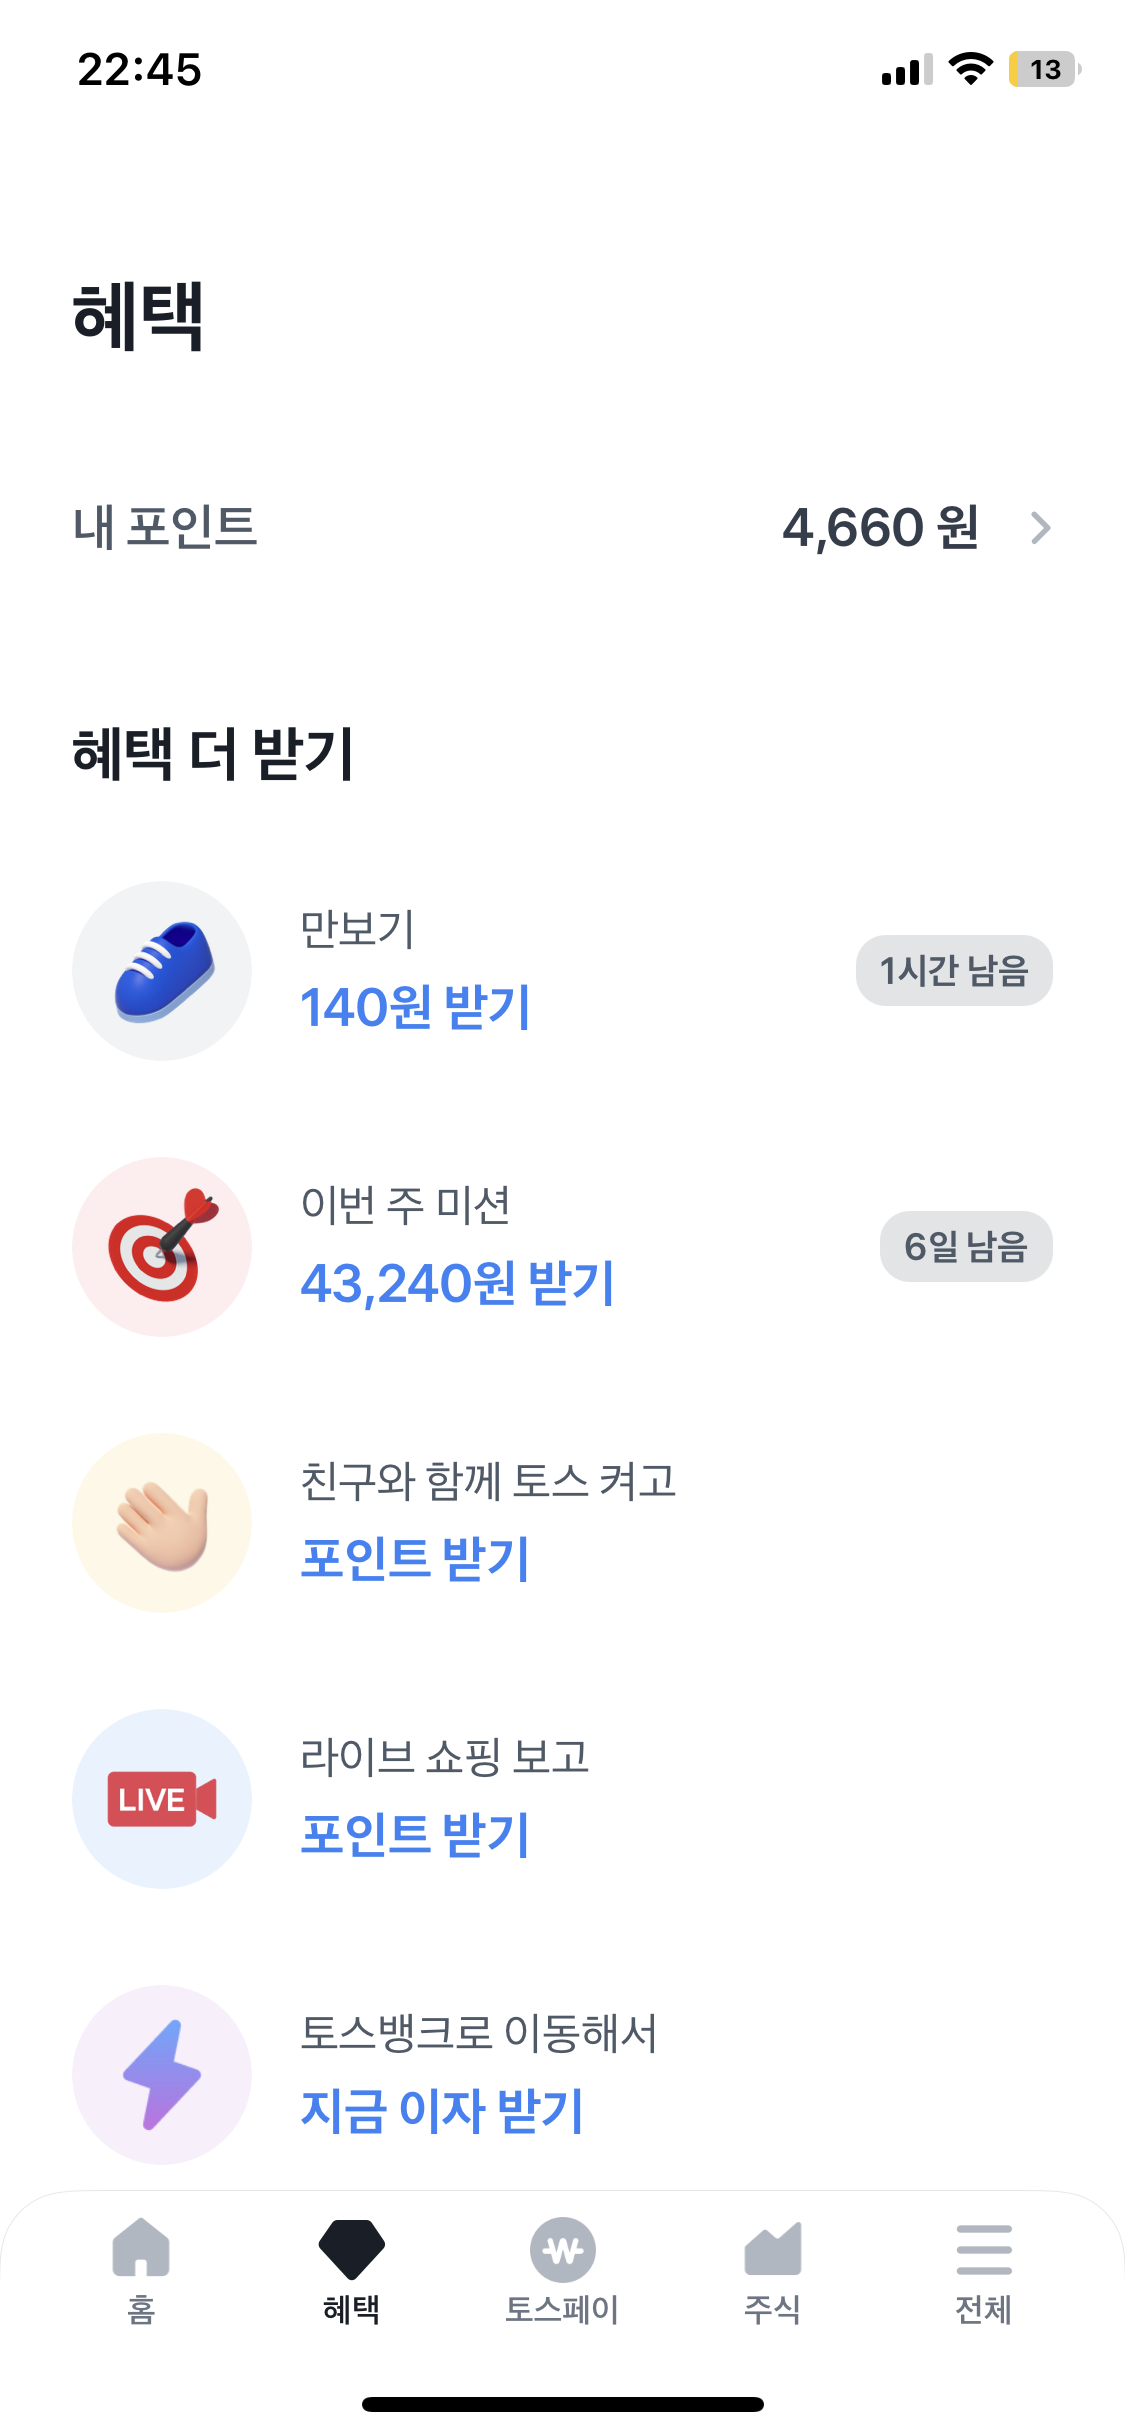 22:45
13
혜택
내 포인트
4,660 원
혜택 더 받기
만보기
140원 받기
1시간 남음
이번 주 미션
43,240원 받기
6일 남음
친구와 함께 토스 켜고
포인트 받기
LIVE
라이브 쇼핑 보고
포인트 받기
토스뱅크로 이동해서
지금 이자 받기
홈
혜택
토스페이
주식
전체